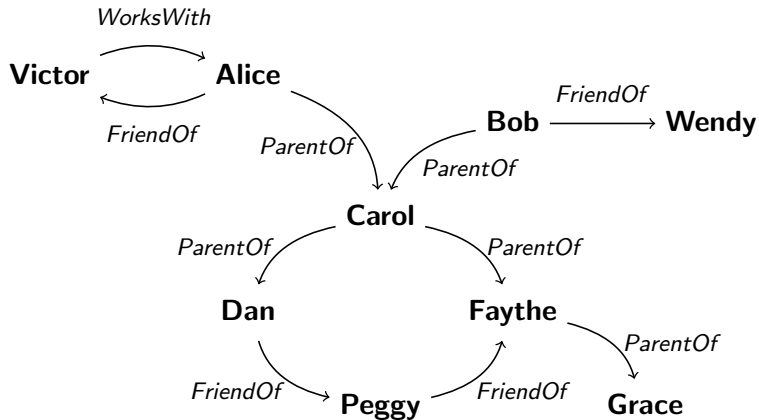 WorksWith
Victor Alice
FriendOf
FriendOf
Bob Wendy
ParentOf
ParentOf
Carol
ParentOf
ParentOf
Dan
Faythe
ParentOf
FriendOf
FriendOf
Peggy
Grace